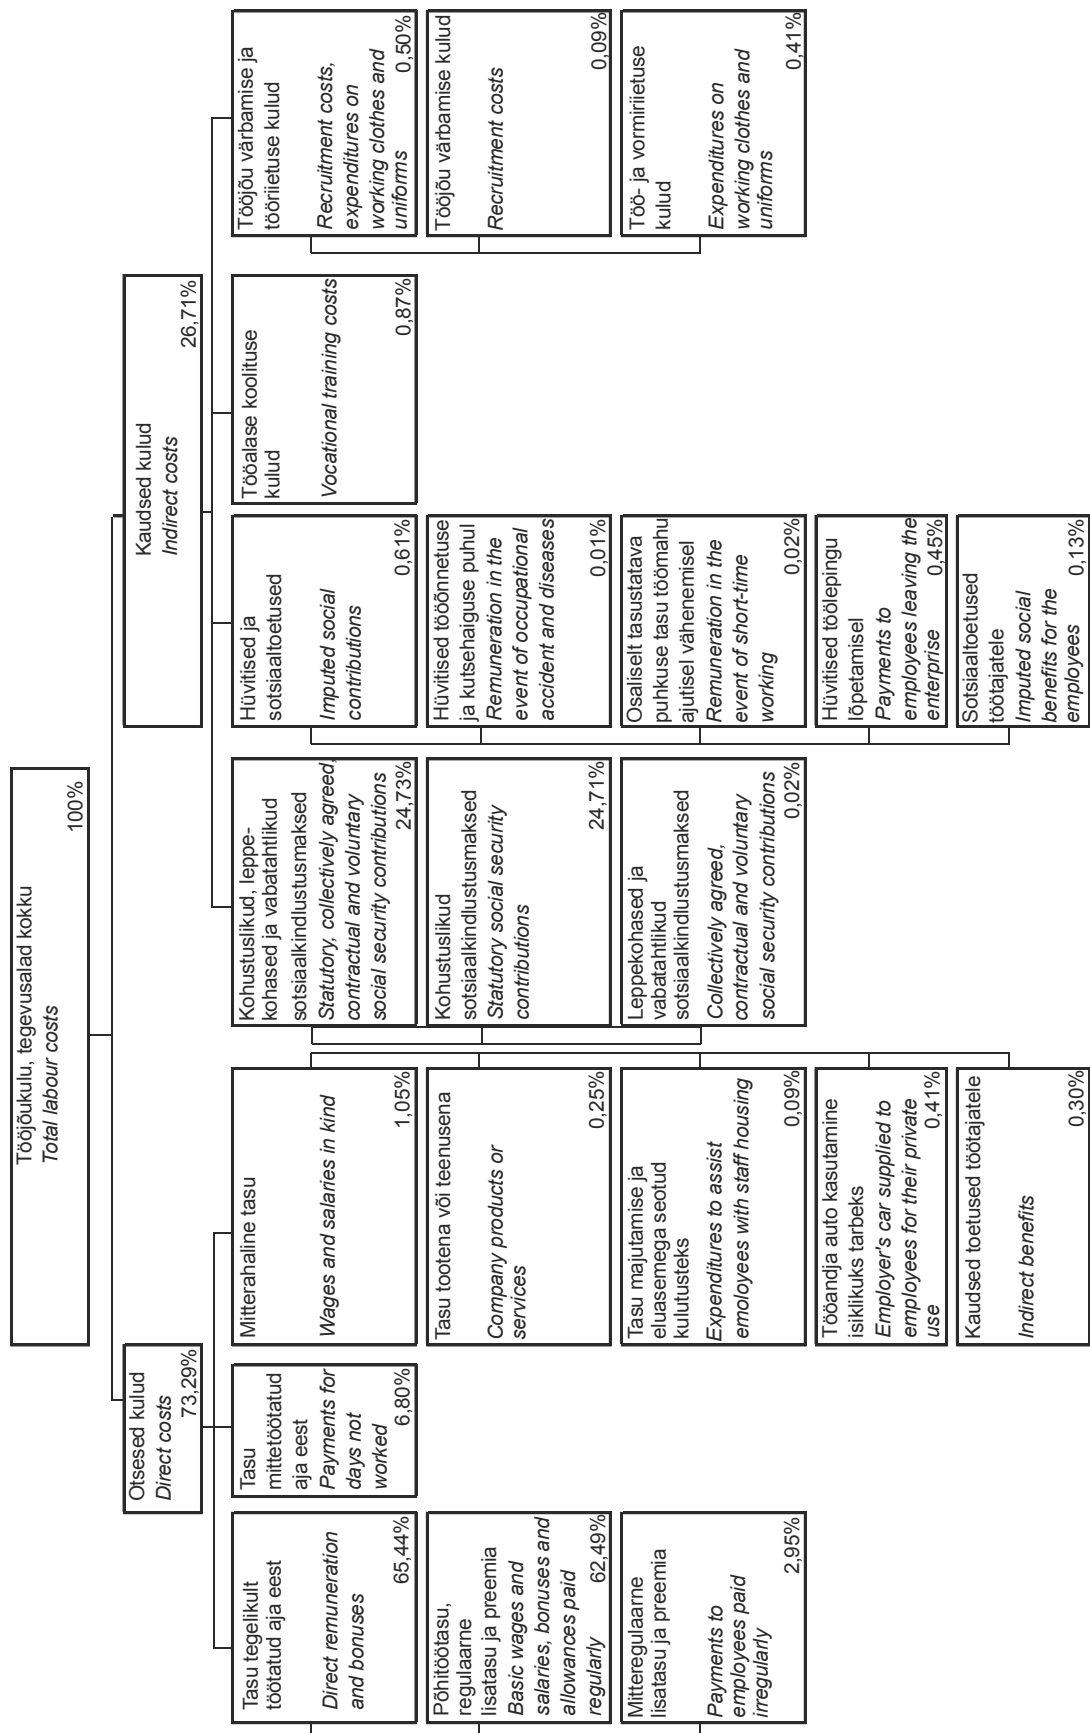 Tööjõukulu, tegevusalad kokku
Total labour costs
100%
Otsesed kulud
Direct costs
73,29%
Kaudsed kulud
Indirect costs
26,71%
Tasu tegelikult
töötatud aja eest
Direct remuneration
and bonuses
65,44%
Põhitöötasu,
regulaarne
lisatasu ja preemia
Basic wages and
salaries, bonuses and
allowances paid
regularly
62,49%
Mitteregulaarne
lisatasu ja preemia
Payments to
employees paid
irregularly
2,95%
Tasu
mittetöötatud
aja eest
Payments for
days not
worked
6,80%
Mitterahaline tasu
Wages and salaries in kind
1,05%
Tasu tootena või teenusena
Company products or
services
0,25%
Tasu majutamise ja
eluasemega seotud
kulutusteks
Expenditures to assist
emoloyees with staff housing
0,09%
Tööandja auto kasutamine
isiklikuks tarbeks
Employer's car supplied to
employees for their private
use
0,41%
Kaudsed toetused töötajatele
Indirect benefits
0,30%
Kohustuslikud, leppe-
kohased ja vabatahtlikud
sotsiaalkindlustusmaksed
Statutory, collectively agreed,
contractual and voluntary
social security contributions
24,73%
Kohustuslikud
sotsiaalkindlustusmaksed
Statutory social security
contributions
24,71%
Leppekohased ja
vabatahtlikud
sotsiaalkindlustusmaksed
Collectively agreed,
contractual and voluntary
social security contributions
0,02%
Hüvitised ja
sotsiaaltoetused
Imputed social
contributions
0,61%
Hüvitised tööõnnetuse
ja kutsehaiguse puhul
Remuneration in the
event of occupational
accident and diseases
0,01%
Osaliselt tasustatava
puhkuse tasu töömahu
ajutisel vähenemisel
Remuneration in the
event of short-time
working
0,02%
Hüvitised töölepingu
lõpetamisel
Payments to
employees leaving the
enterprise
0,45%
Sotsiaaltoetused
töötajatele
Imputed social
benefits for the
employees
0,13%
Tööalase koolituse
kulud
Vocational training costs
0,87%
Tööjõu värbamise ja
tööriietuse kulud
Recruitment costs,
expenditures on
working clothes and
uniforms
0,50%
Tööjõu värbamise kulud
Recruitment costs
0,09%
Töö- ja vormiriietuse
kulud
Expenditures on
working clothes and
uniforms
0,41%